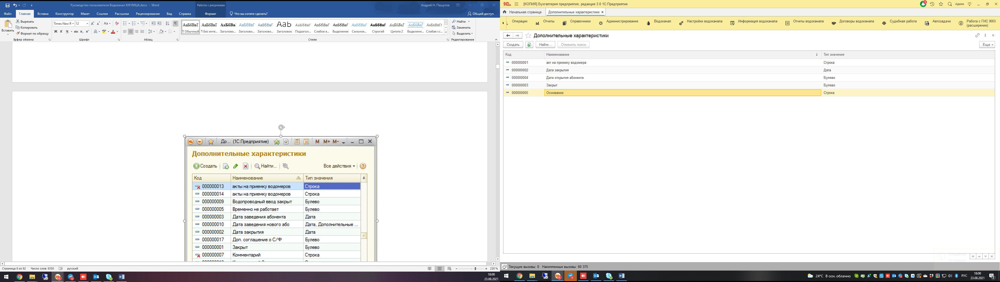 Руководство пользователя Водоканал ЮРЛИЦА.docx - Word
Работа с рисунками
Андрей Н. Пашутов
Файл Главная Вставка Конструктор Макет Ссылки Рассылки Рецензирование Вид Справка Формат Что вы хотите сделать? Общий доступ
Вставить
Вырезать
Копировать
Формат по образцу
Буфер обмена
Times New R 12
Шрифт
Абзац
АаБбВвГ АаБбВвГ АаБбВв АаБбВвГ АаБбВвГ АаБ АаБбВвГ АаБбВвГ АаБбВвГ АаБбВвГ АаБбВвГ АаБбВвГ АаБбВвГ АаБбВвГ
¶ Обычный ¶ Без инте... Заголово... Заголово... Заголово... Заголовок Подзагол... Слабое в... Выделение Сильное... Строгий Цитата 2 Выделенн... Слабая сс...
Стили
Найти
Заменить
Выделить
Редактирование
До... (1С:Предприятие) 31 M M+ M-
Дополнительные характеристики
Создать Найти... Все действия
Код Наименование Тип значения
000000013 акты на приемку водомеров Строка
000000014 акты на приемку водомеров Строка
000000009 Водопроводный ввод закрыт Булево
000000005 Временно не работает Булево
000000003 Дата заведения абонента Дата
000000010 Дата заведения нового або Дата, Дополнительные ...
000000002 Дата закрытия Дата
000000017 Доп. соглашение о С/Ф Булево
000000001 Закрыт Булево
000000007 Комментарий Строка
Страница 8 из 92 Число слов: 9350 русский 230 %
18:00
23.08.2021
[КОПИЯ] Бухгалтерия предприятия, редакция 3.0 1С:Предприятие
3
Админ
Начальная страница Дополнительные характеристики
Операции Отчеты Справочники Администрирование Водоканал Настройки водоканала Информация водоканала Отчеты водоканала Договоры водоканала Судебная работа Автозадачи Работа с ГИС ЖКХ
(расширение)
Дополнительные характеристики
Создать Найти... Отменить поиск Еще
Код Наименование Тип значения
000000001 акт на приемку водомера Строка
000000002 Дата закрытия Дата
000000004 Дата открытия абонента Булево
000000003 Закрыт Булево
000000005 Основание Строка
Текущие вызовы: 0 Накопленные вызовы: 60 375
24°C В осн. облачно РУС
18:00
23.08.2021
2